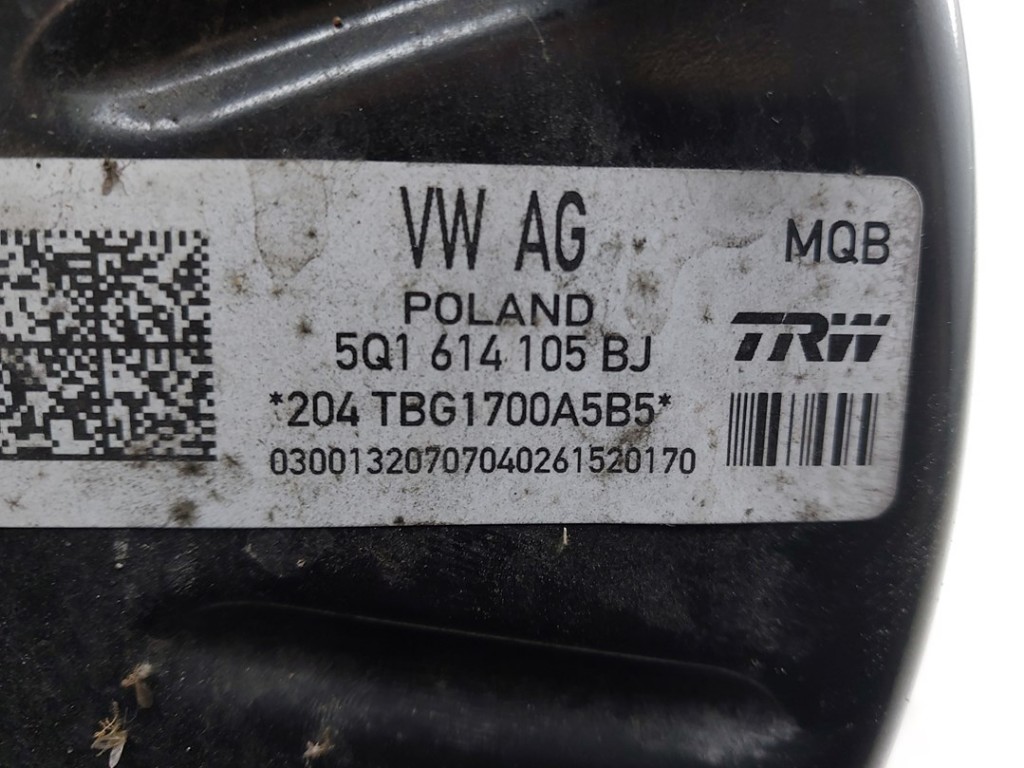 VW AG
MQB
POLAND
TRW
5Q1 614 105 BJ
*204 TBG1700A5B5*
03001320707040261520170